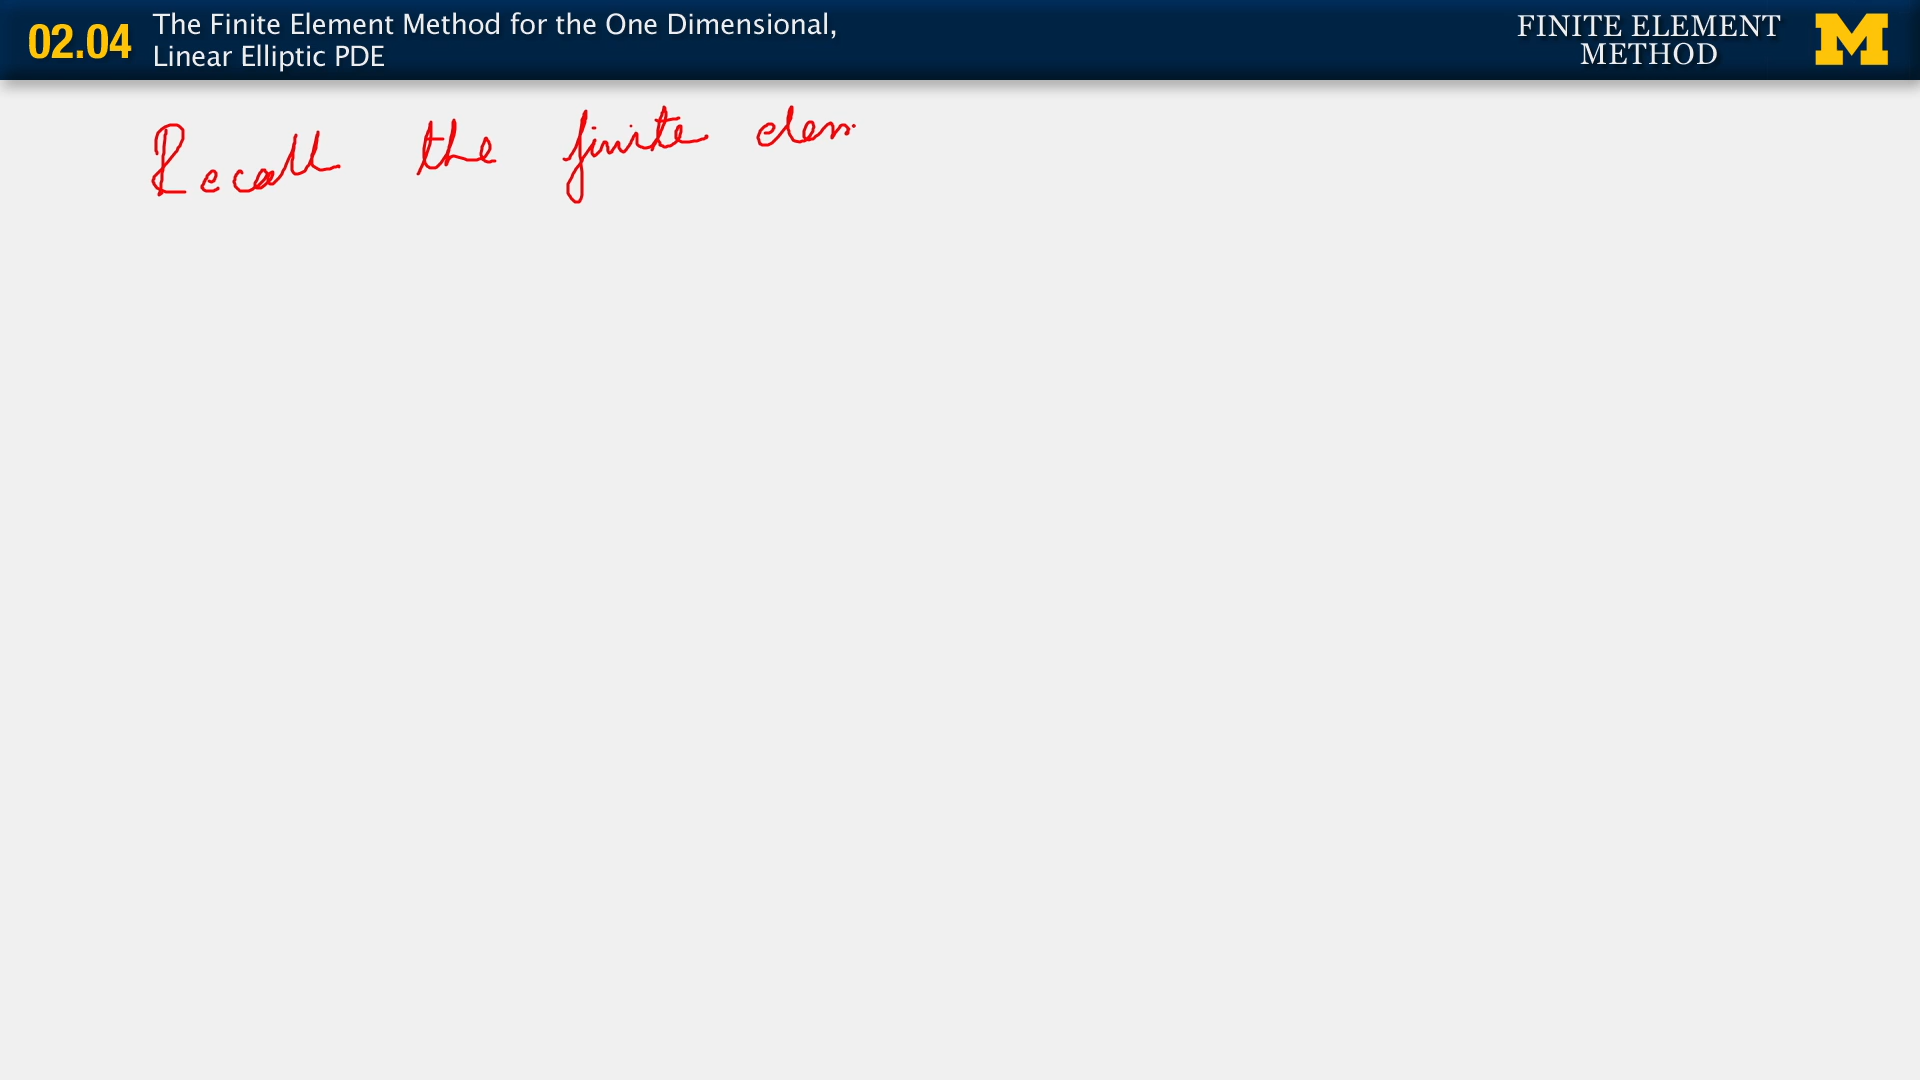 02.04
The Finite Element Method for the One Dimensional,
Linear Elliptic PDE
FINITE ELEMENT
METHOD
M
Recall the finite elem